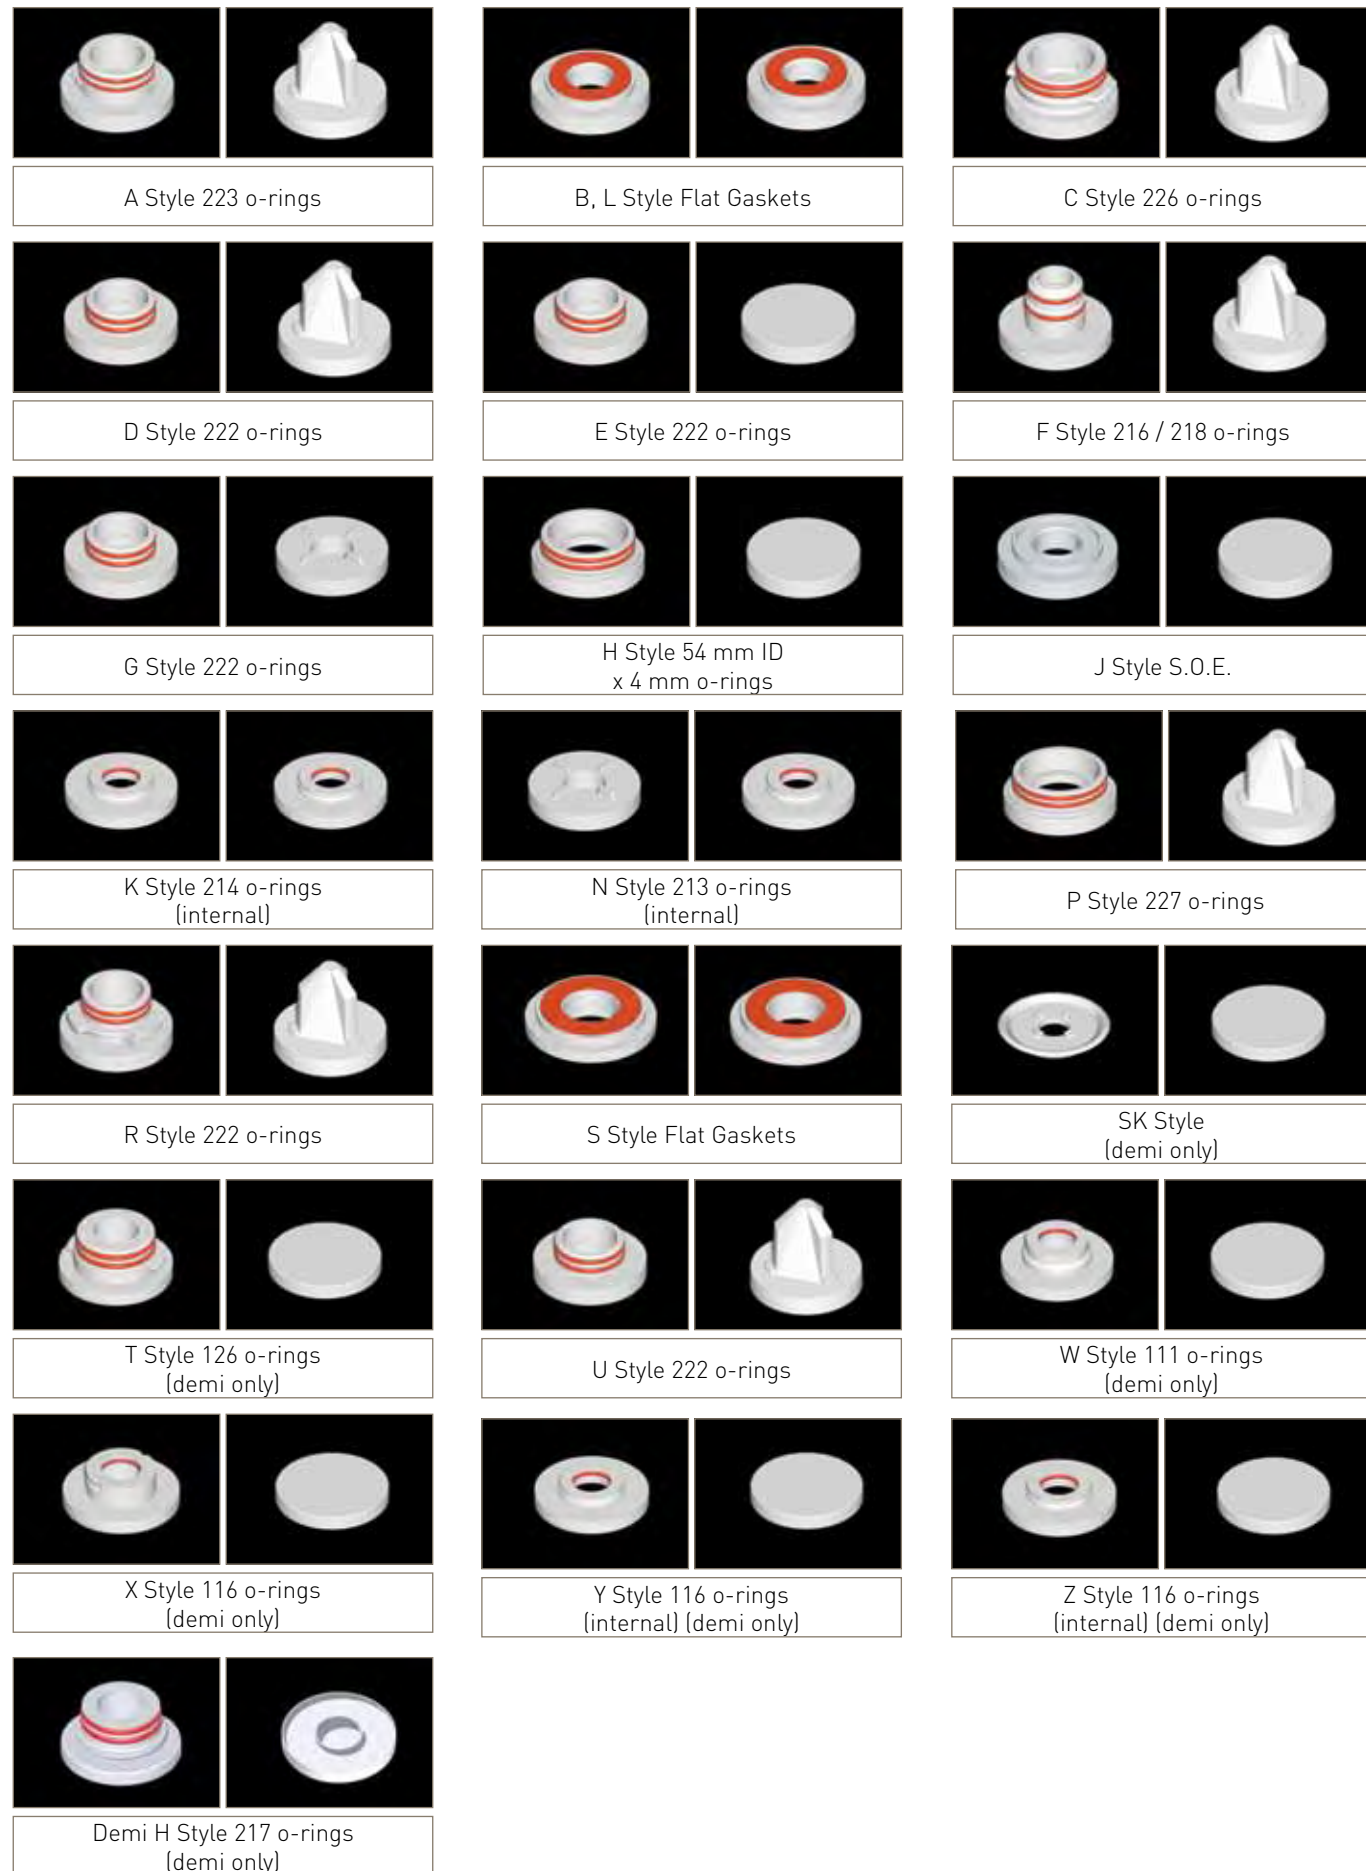 A Style 223 o-rings
B, L Style Flat Gaskets
C Style 226 o-rings
D Style 222 o-rings
E Style 222 o-rings
F Style 216 / 218 o-rings
G Style 222 o-rings
H Style 54 mm ID
x 4 mm o-rings
J Style S.O.E.
K Style 214 o-rings
(internal)
N Style 213 o-rings
(internal)
P Style 227 o-rings
R Style 222 o-rings
S Style Flat Gaskets
SK Style
(demi only)
T Style 126 o-rings
(demi only)
U Style 222 o-rings
W Style 111 o-rings
(demi only)
X Style 116 o-rings
(demi only)
Y Style 116 o-rings
(internal) (demi only)
Z Style 116 o-rings
(internal) (demi only)
Demi H Style 217 o-rings
(demi only)